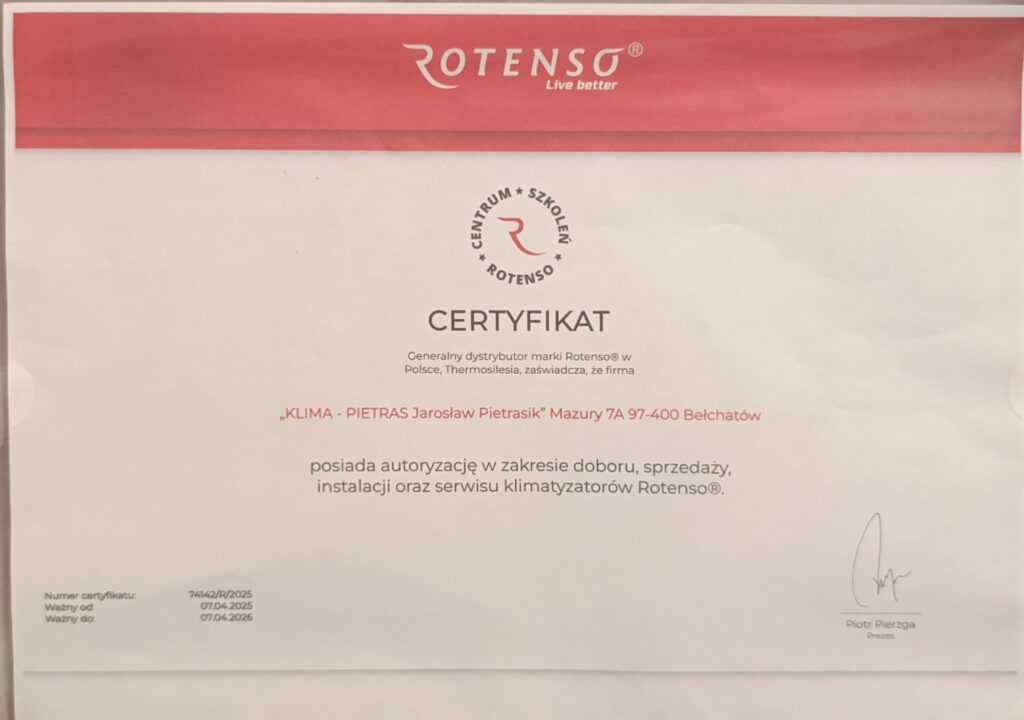 ROTENSO®
Live better
CENTRUM ★ SZKOLEŃ ★ ROTENSO ★
CERTYFIKAT
Generalny dystrybutor marki Rotenso® w
Polsce, Thermosilesia, zaświadcza, że firma
„KLIMA - PIETRAS Jarosław Pietrasik” Mazury 7A 97-400 Bełchatów
posiada autoryzację w zakresie doboru, sprzedaży,
instalacji oraz serwisu klimatyzatorów Rotenso®.
Numer certyfikatu: 74142/R/2025
Ważny od: 07.04.2025
Ważny do: 07.04.2026
Piotr Pierzga
Prezes